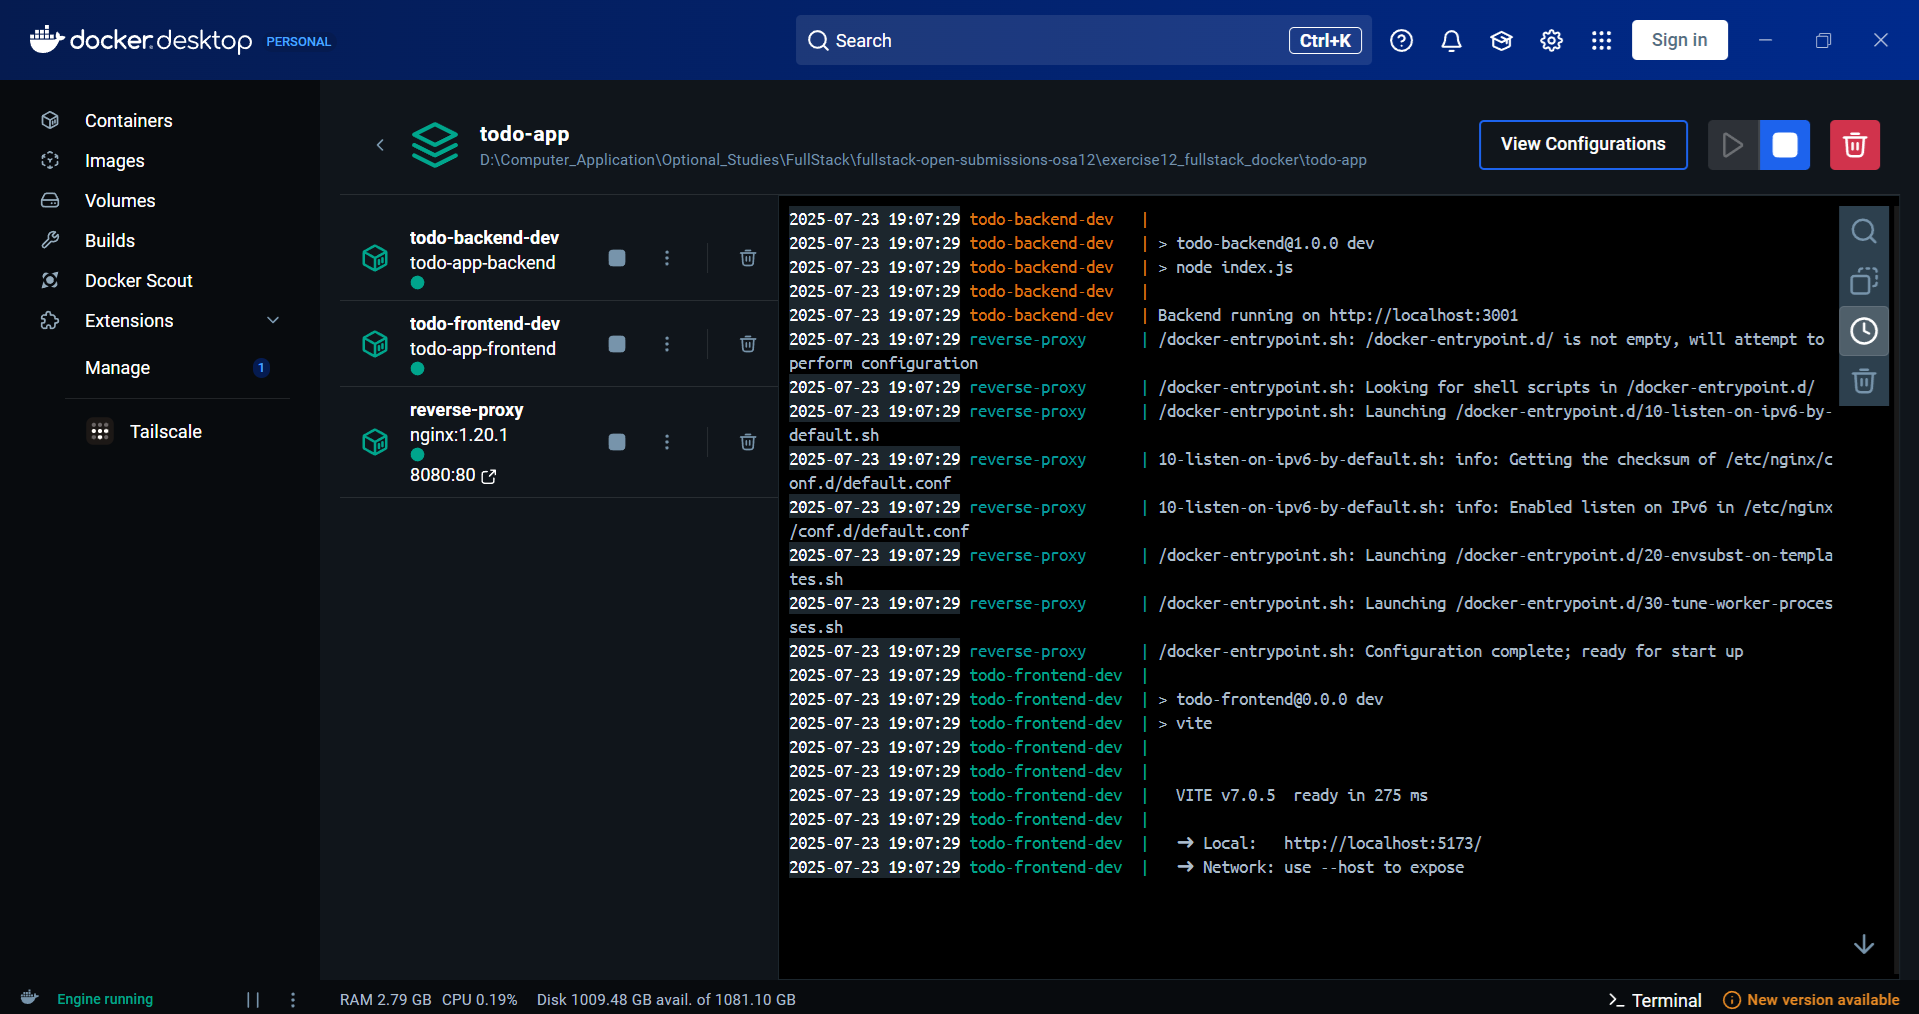 docker.desktop PERSONAL
Search
Ctrl+K
Sign in
Containers
Images
Volumes
Builds
Docker Scout
Extensions
Manage
1
Tailscale
todo-app
D:\Computer_Application\Optional_Studies\FullStack\fullstack-open-submissions-osa12\exercise12_fullstack_docker\todo-app
View Configurations
todo-backend-dev
todo-app-backend
todo-frontend-dev
todo-app-frontend
reverse-proxy
nginx:1.20.1
8080:80
2025-07-23 19:07:29 todo-backend-dev |
2025-07-23 19:07:29 todo-backend-dev | > todo-backend@1.0.0 dev
2025-07-23 19:07:29 todo-backend-dev | > node index.js
2025-07-23 19:07:29 todo-backend-dev |
2025-07-23 19:07:29 todo-backend-dev | Backend running on http://localhost:3001
2025-07-23 19:07:29 reverse-proxy | /docker-entrypoint.sh: /docker-entrypoint.d/ is not empty, will attempt to
perform configuration
2025-07-23 19:07:29 reverse-proxy | /docker-entrypoint.sh: Looking for shell scripts in /docker-entrypoint.d/
2025-07-23 19:07:29 reverse-proxy | /docker-entrypoint.sh: Launching /docker-entrypoint.d/10-listen-on-ipv6-by-
default.sh
2025-07-23 19:07:29 reverse-proxy | 10-listen-on-ipv6-by-default.sh: info: Getting the checksum of /etc/nginx/c
onf.d/default.conf
2025-07-23 19:07:29 reverse-proxy | 10-listen-on-ipv6-by-default.sh: info: Enabled listen on IPv6 in /etc/nginx
/conf.d/default.conf
2025-07-23 19:07:29 reverse-proxy | /docker-entrypoint.sh: Launching /docker-entrypoint.d/20-envsubst-on-templa
tes.sh
2025-07-23 19:07:29 reverse-proxy | /docker-entrypoint.sh: Launching /docker-entrypoint.d/30-tune-worker-proces
ses.sh
2025-07-23 19:07:29 reverse-proxy | /docker-entrypoint.sh: Configuration complete; ready for start up
2025-07-23 19:07:29 todo-frontend-dev |
2025-07-23 19:07:29 todo-frontend-dev | > todo-frontend@0.0.0 dev
2025-07-23 19:07:29 todo-frontend-dev | > vite
2025-07-23 19:07:29 todo-frontend-dev |
2025-07-23 19:07:29 todo-frontend-dev |
2025-07-23 19:07:29 todo-frontend-dev | VITE v7.0.5 ready in 275 ms
2025-07-23 19:07:29 todo-frontend-dev |
2025-07-23 19:07:29 todo-frontend-dev | ➜ Local: http://localhost:5173/
2025-07-23 19:07:29 todo-frontend-dev | ➜ Network: use --host to expose
Engine running
RAM 2.79 GB CPU 0.19% Disk 1009.48 GB avail. of 1081.10 GB
>_ Terminal
New version available